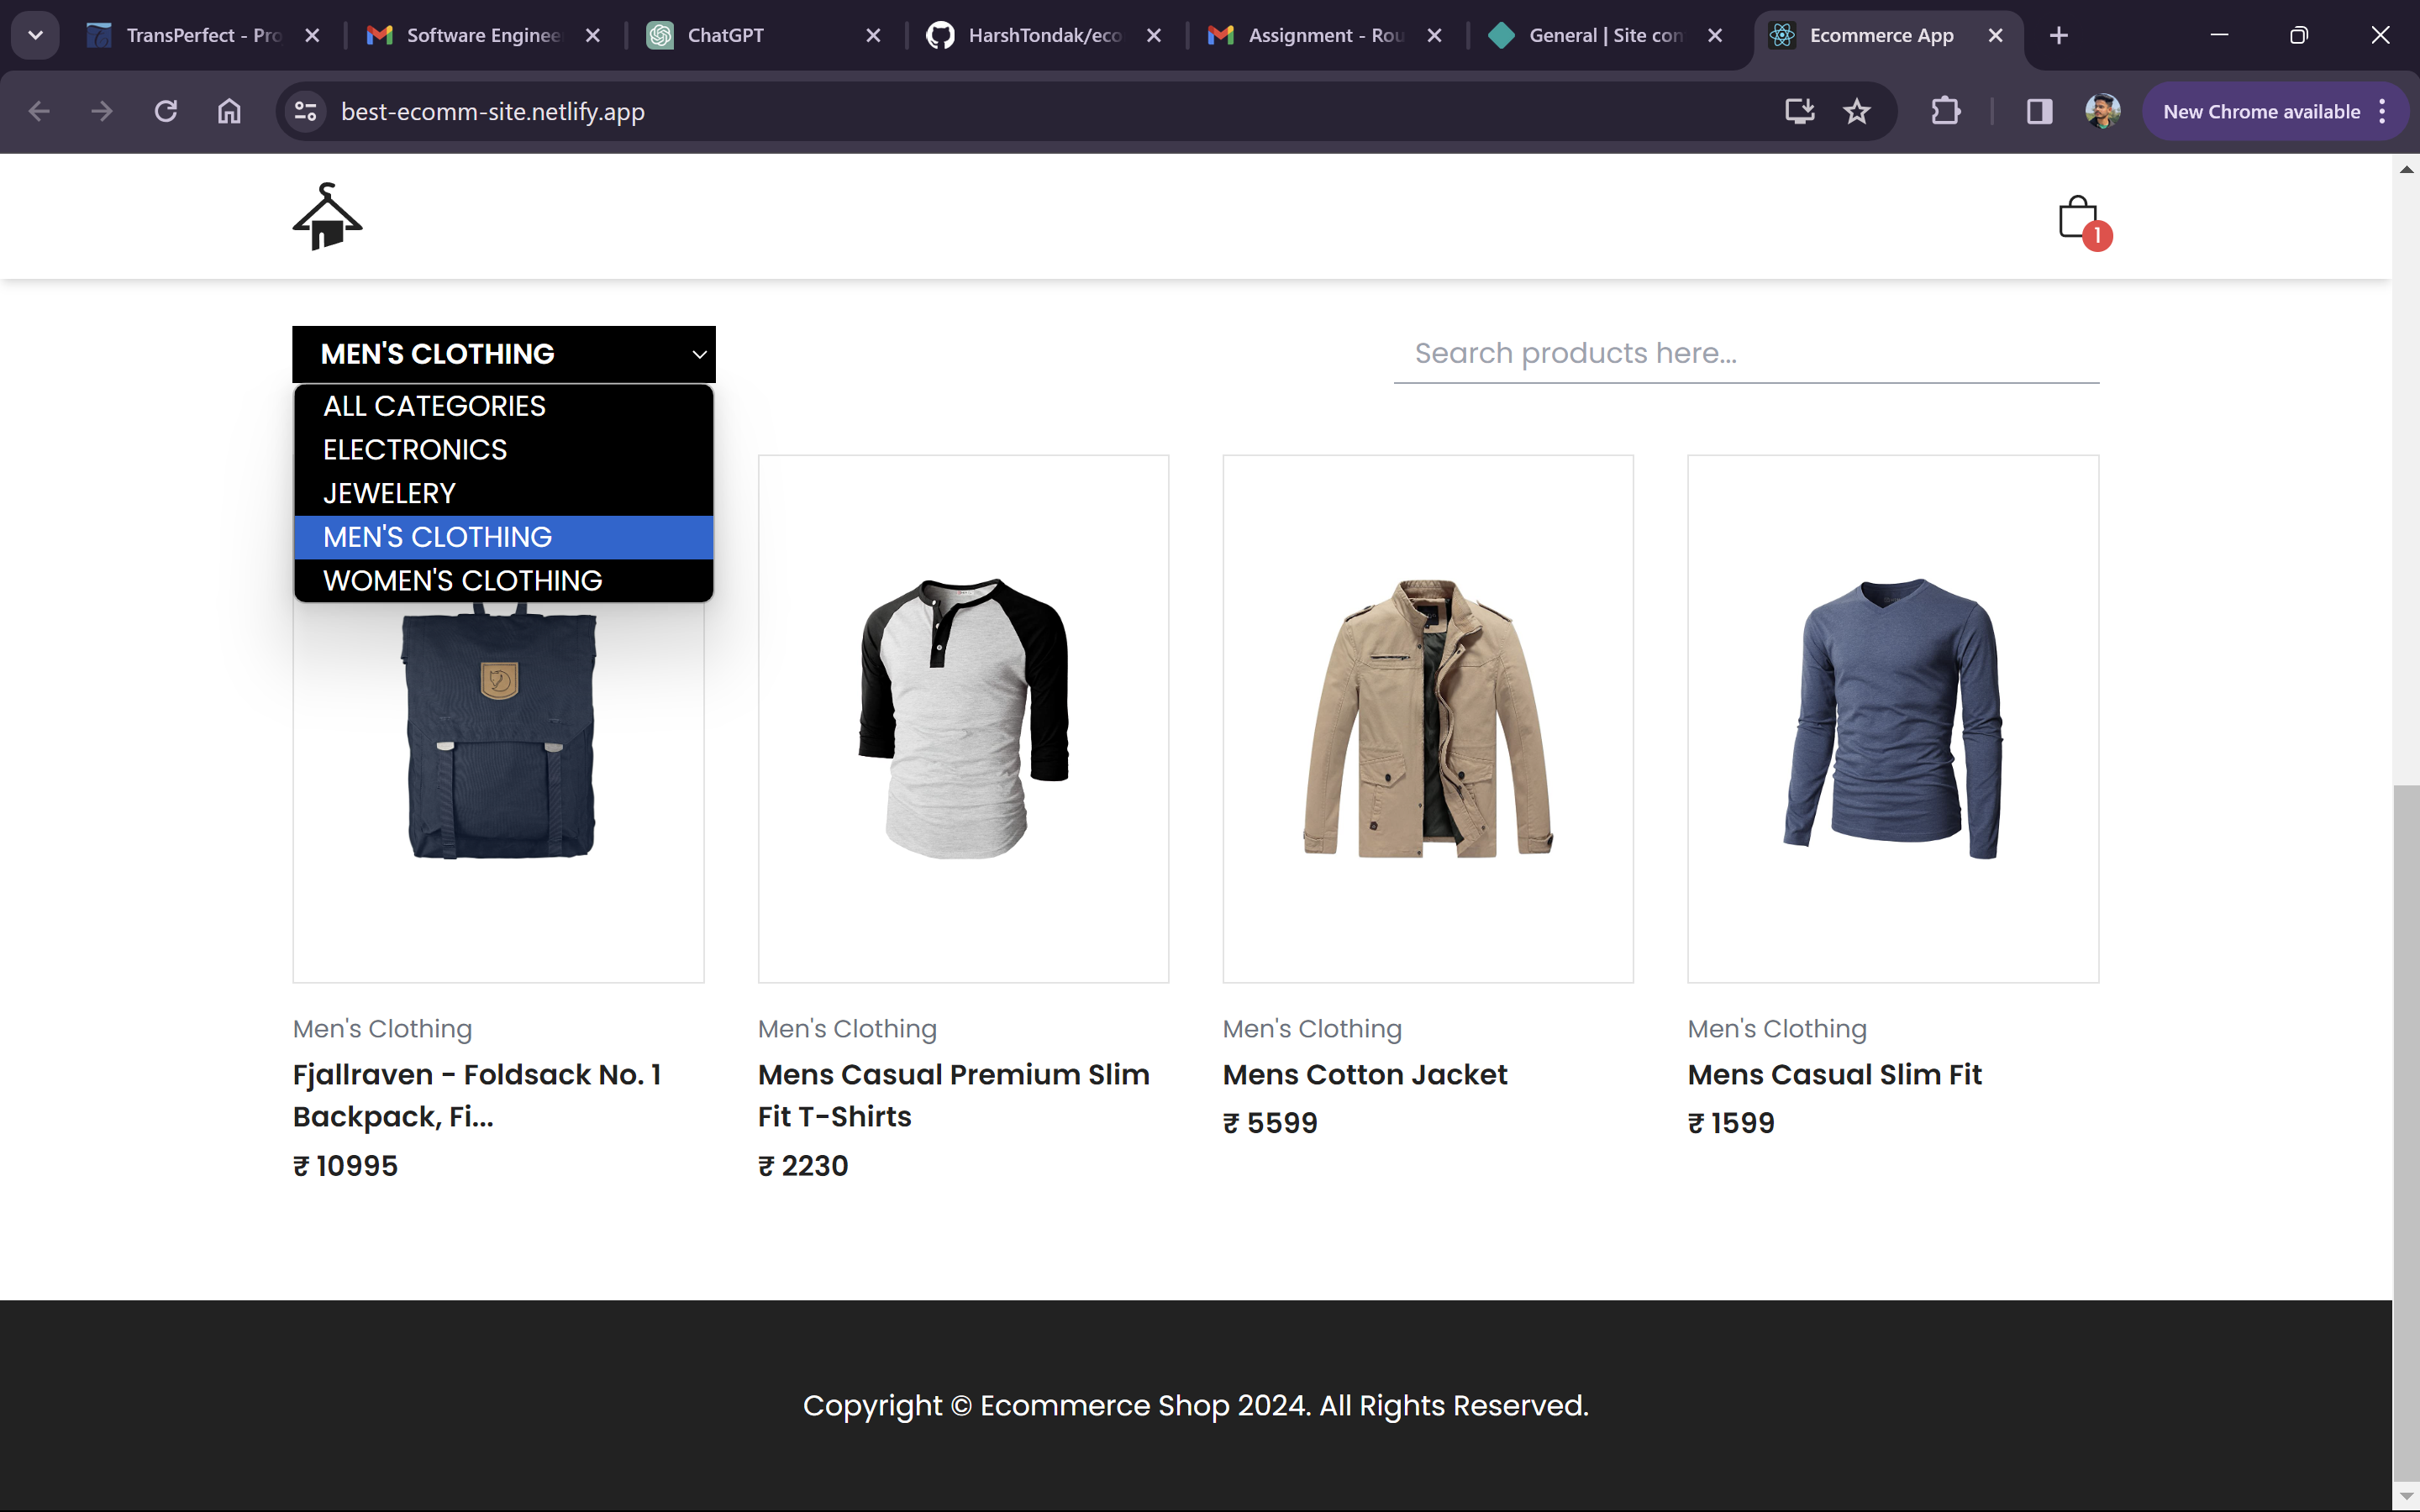 TransPerfect - Pro
Software Enginee
ChatGPT
HarshTondak/eco
Assignment - Rou
General | Site con
Ecommerce App
best-ecomm-site.netlify.app
New Chrome available
1
MEN'S CLOTHING
Search products here...
ALL CATEGORIES
ELECTRONICS
JEWELERY
MEN'S CLOTHING
WOMEN'S CLOTHING
Men's Clothing
Fjallraven - Foldsack No. 1
Backpack, Fi...
₹ 10995
Men's Clothing
Mens Casual Premium Slim
Fit T-Shirts
₹ 2230
Men's Clothing
Mens Cotton Jacket
₹ 5599
Men's Clothing
Mens Casual Slim Fit
₹ 1599
Copyright © Ecommerce Shop 2024. All Rights Reserved.